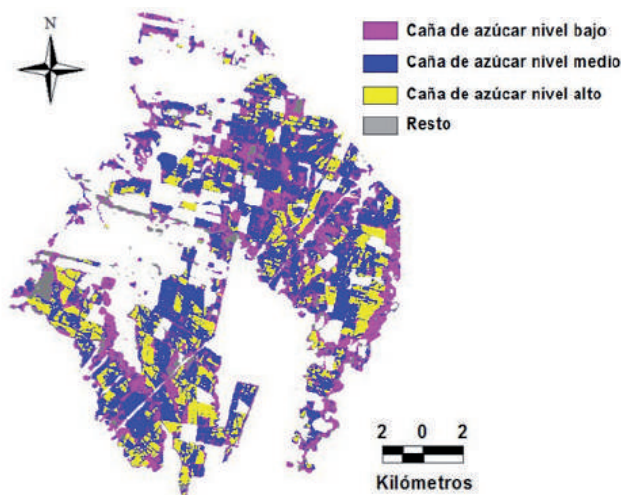 N
Caña de azúcar nivel bajo
Caña de azúcar nivel medio
Caña de azúcar nivel alto
Resto
2 0 2
Kilómetros